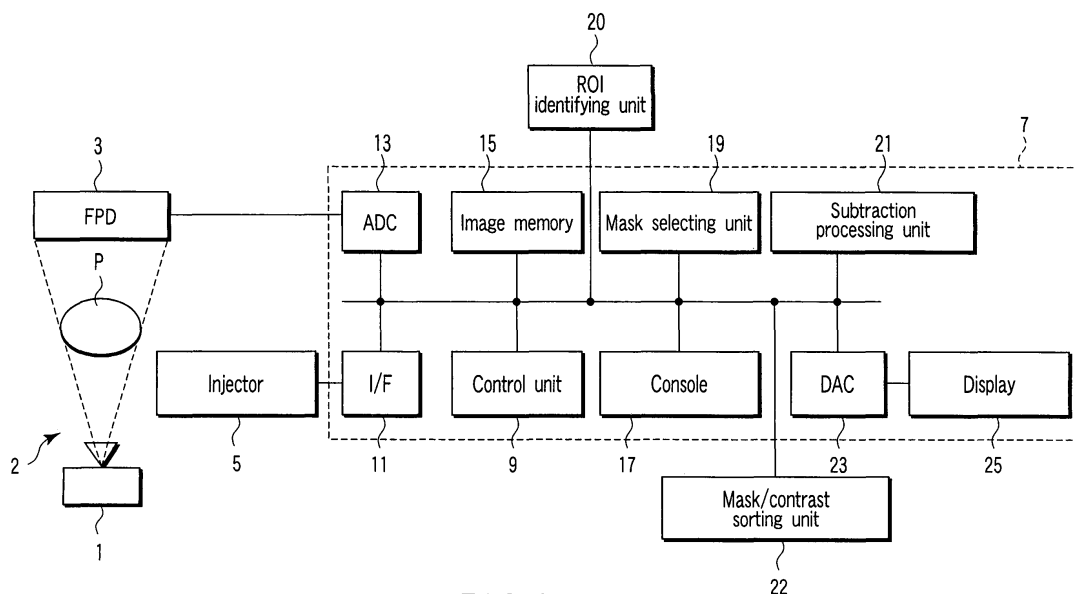 20
ROI
identifying unit
7
3
13
15
19
21
FPD
ADC
Image memory
Mask selecting unit
Subtraction
processing unit
P
Injector
I/F
Control unit
Console
DAC
Display
2
5
11
9
17
23
25
1
Mask/contrast
sorting unit
22